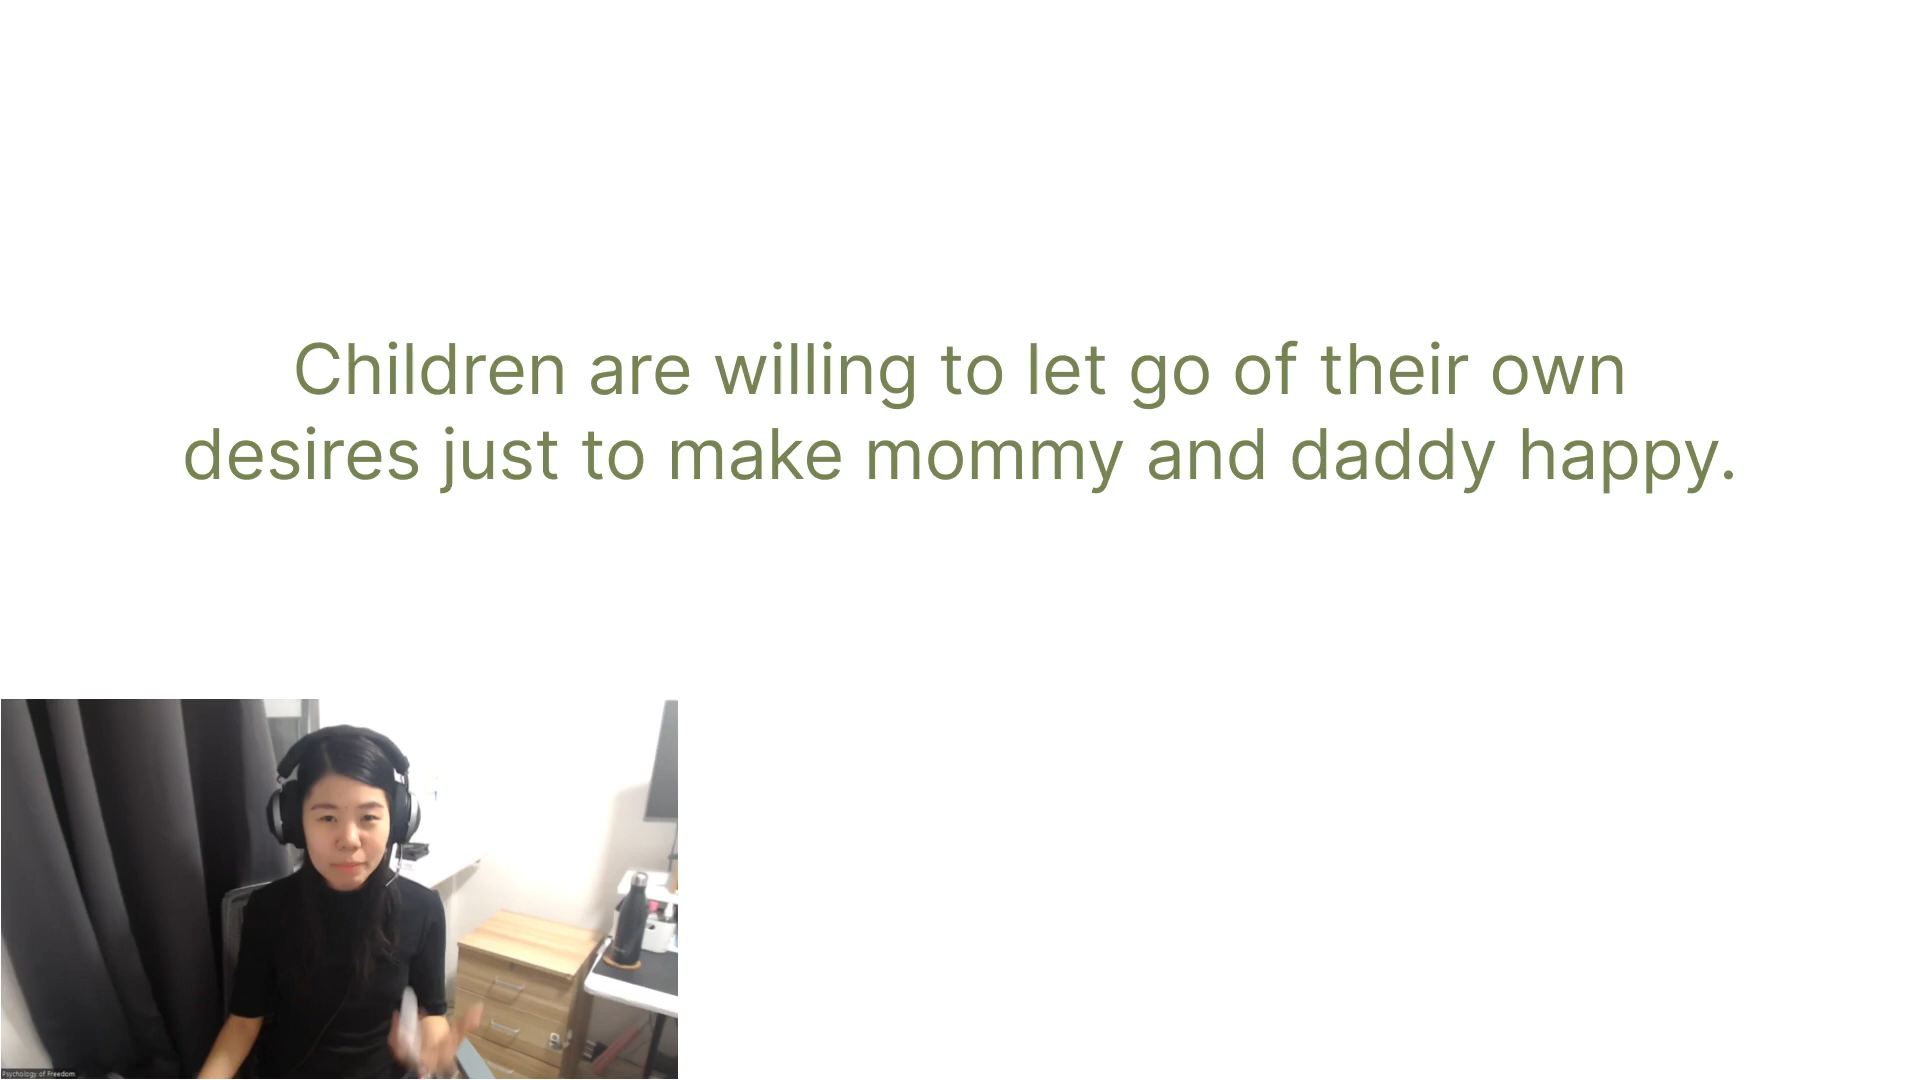 Children are willing to let go of their own
desires just to make mommy and daddy happy.
Psychology of Freedom